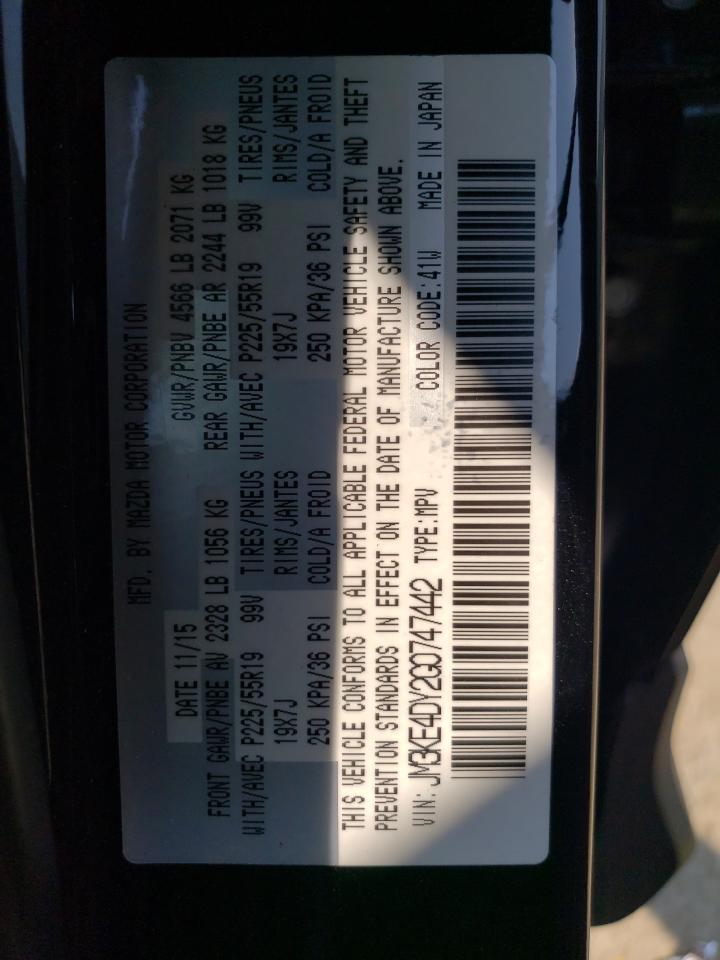 MFD. BY MAZDA MOTOR CORPORATION
DATE 11/15 GVWR/PNBV 4566 LB 2071 KG
FRONT GAWR/PNBE AV 2328 LB 1056 KG REAR GAWR/PNBE AR 2244 LB 1018 KG
WITH/AVEC P225/55R19 99V TIRES/PNEUS WITH/AVEC P225/55R19 99V TIRES/PNEUS
19X7J RIMS/JANTES 19X7J RIMS/JANTES
250 KPA/36 PSI COLD/A FROID 250 KPA/36 PSI COLD/A FROID
THIS VEHICLE CONFORMS TO ALL APPLICABLE FEDERAL MOTOR VEHICLE SAFETY AND THEFT
PREVENTION STANDARDS IN EFFECT ON THE DATE OF MANUFACTURE SHOWN ABOVE.
VIN: JM3KE4DY2G0747442 TYPE:MPV COLOR CODE:41W MADE IN JAPAN